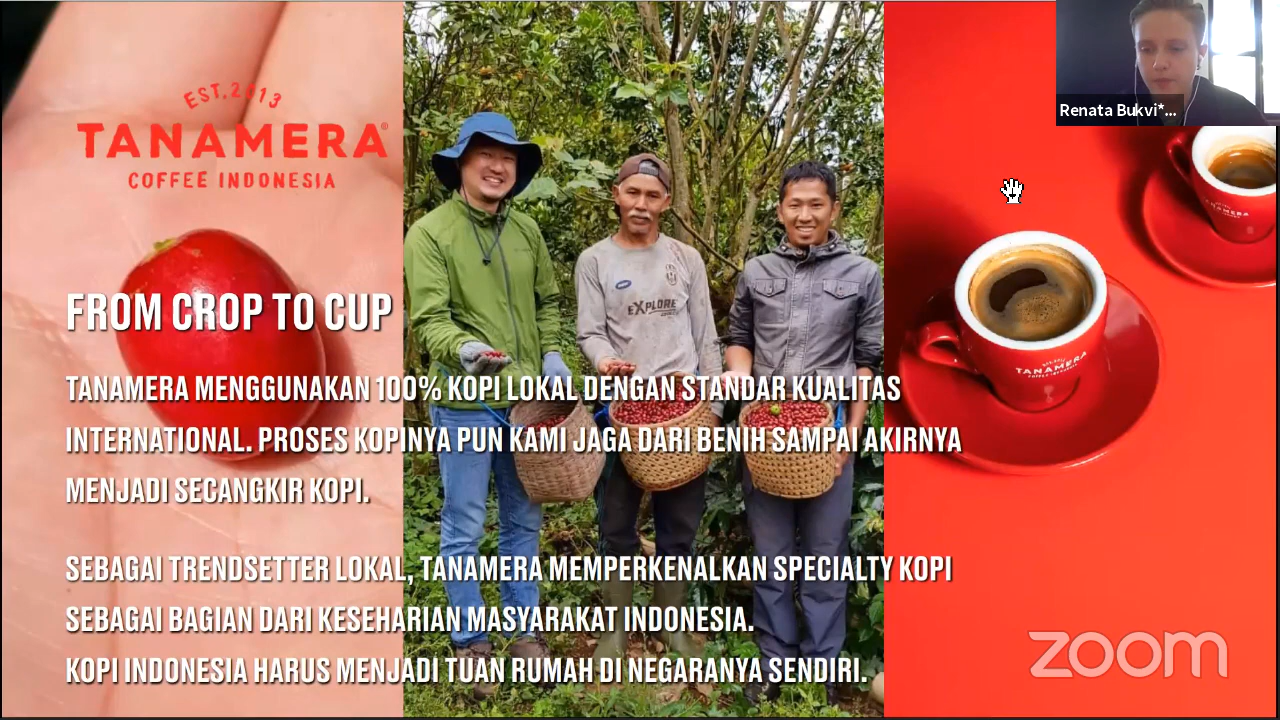 EST. 2013
TANAMERA®
COFFEE INDONESIA
Renata Bukvi*...
FROM CROP TO CUP
TANAMERA MENGGUNAKAN 100% KOPI LOKAL DENGAN STANDAR KUALITAS
INTERNATIONAL. PROSES KOPINYA PUN KAMI JAGA DARI BENIH SAMPAI AKIRNYA
MENJADI SECANGKIR KOPI.
SEBAGAI TRENDSETTER LOKAL, TANAMERA MEMPERKENALKAN SPECIALTY KOPI
SEBAGAI BAGIAN DARI KESEHARIAN MASYARAKAT INDONESIA.
KOPI INDONESIA HARUS MENJADI TUAN RUMAH DI NEGARANYA SENDIRI.
EXPLORE
TANAMERA
COFFEE INDONESIA
TANAMERA
zoom